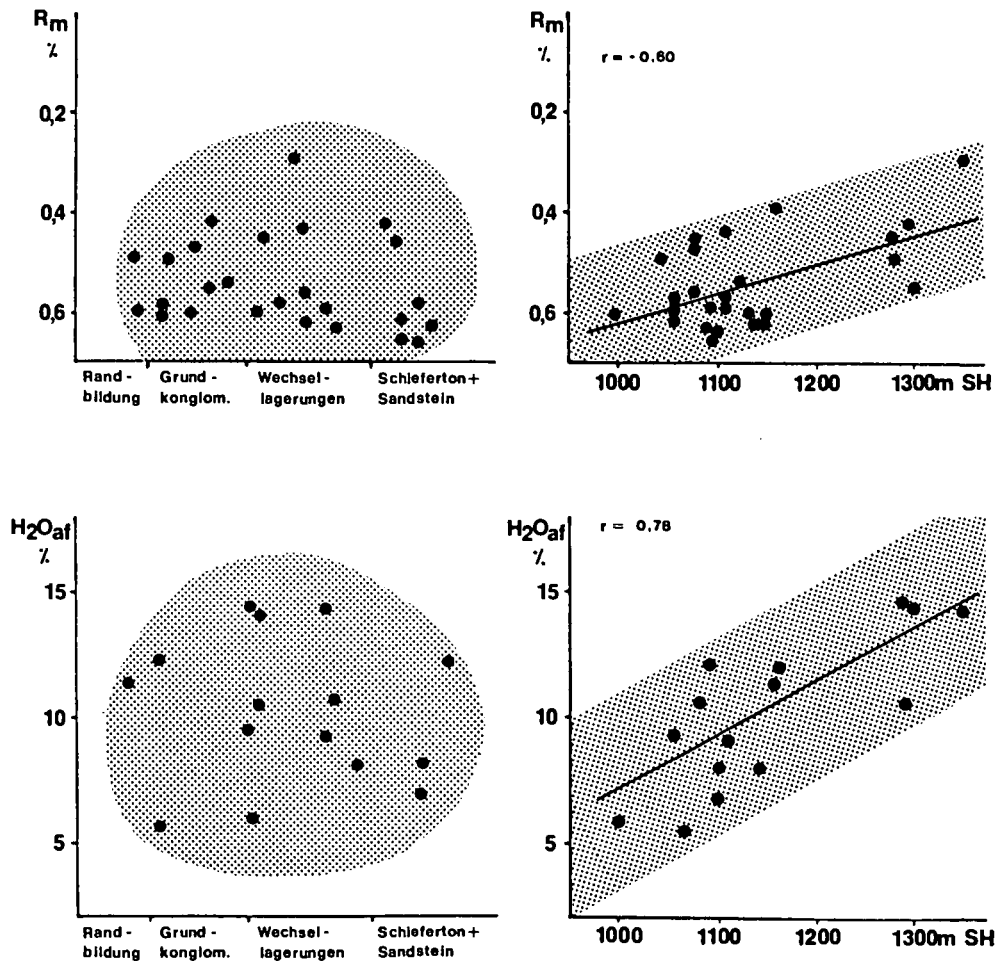 Rm
%
0,2
0,4
0,6
Rand- Grund- Wechsel- Schieferton+
bildung konglom. lagerungen Sandstein
Rm
%
r = -0.60
0,2
0,4
0,6
1000 1100 1200 1300m SH
H2Oaf
%
15
10
5
Rand- Grund- Wechsel- Schieferton+
bildung konglom. lagerungen Sandstein
H2Oaf
%
r = 0.78
15
10
5
1000 1100 1200 1300m SH